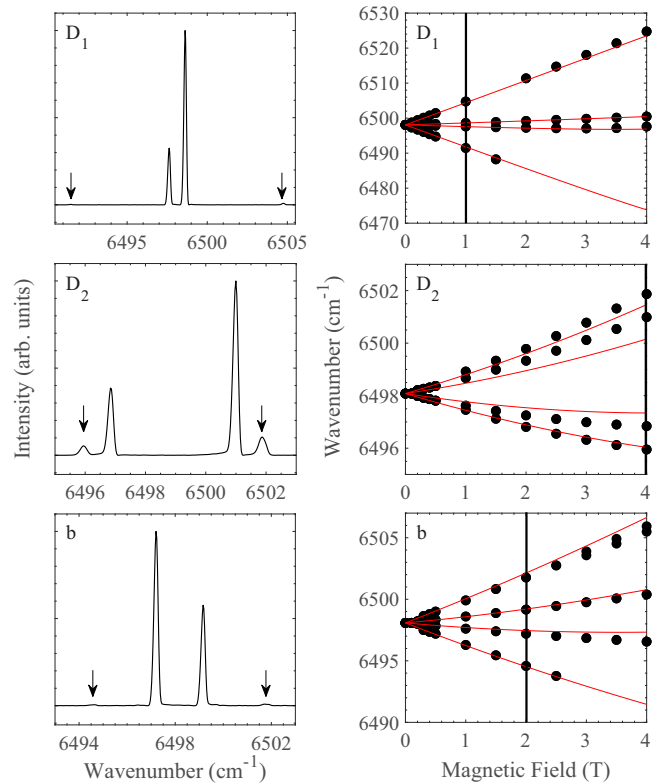 D1
6495 6500 6505
D2
6496 6498 6500 6502
b
6494 6498 6502
Wavenumber (cm-1)
Intensity (arb. units)
D1
6530
6520
6510
6500
6490
6480
6470
0 1 2 3 4
D2
6502
6500
6498
6496
0 1 2 3 4
b
6505
6500
6495
6490
0 1 2 3 4
Magnetic Field (T)
Wavenumber (cm-1)